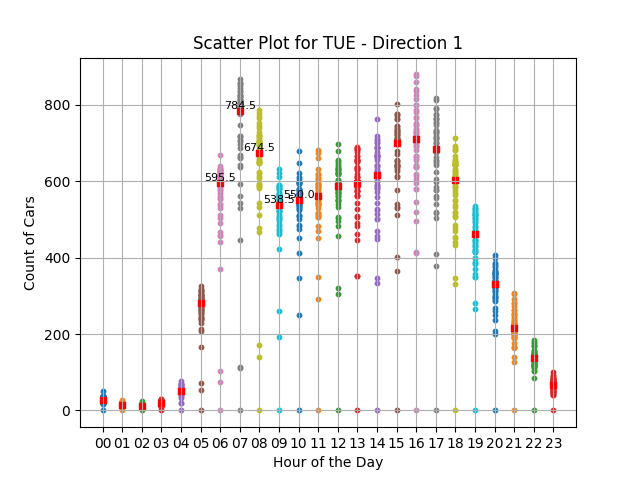 Scatter Plot for TUE - Direction 1
Count of Cars
800
600
400
200
0
784.5
674.5
595.5
538.5
550.0
00 01 02 03 04 05 06 07 08 09 10 11 12 13 14 15 16 17 18 19 20 21 22 23
Hour of the Day